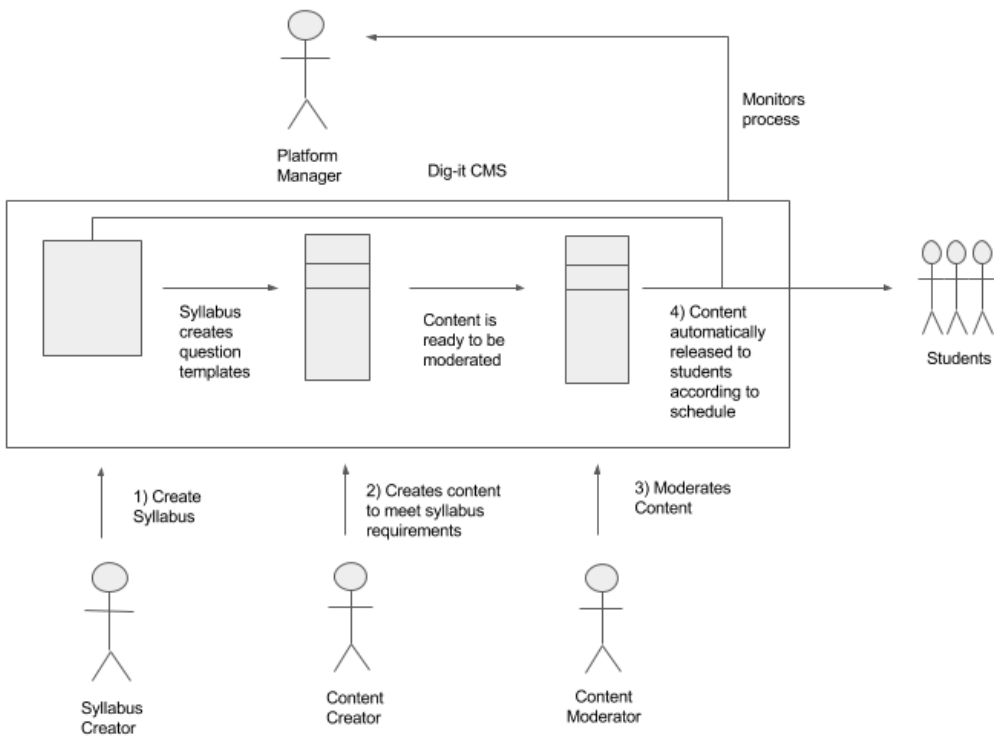 Monitors
process
Platform
Manager
Dig-it CMS
Syllabus
creates
question
templates
Content is
ready to be
moderated
4) Content
automatically
released to
students
according to
schedule
Students
1) Create
Syllabus
2) Creates content
to meet syllabus
requirements
3) Moderates
Content
Syllabus
Creator
Content
Creator
Content
Moderator